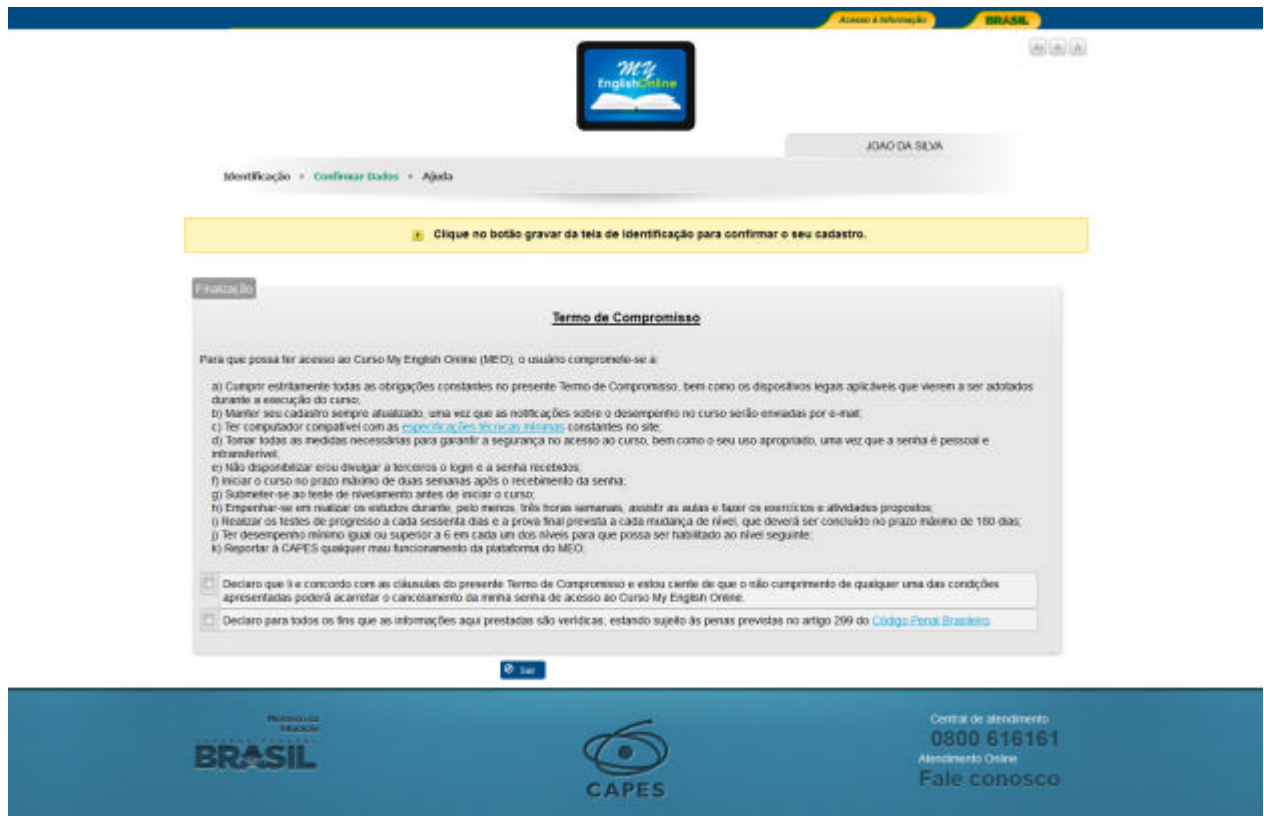 Acesso à Informação BRASIL
MY
EnglishOnline
JOAO DA SILVA
Identificação Confirmar Dados Ajuda
Clique no botão gravar da tela de identificação para confirmar o seu cadastro.
Finalização
Termo de Compromisso
Para que possa ter acesso ao Curso My English Online (MEO), o usuário compromete-se a:
a) Cumprir estritamente todas as obrigações constantes no presente Termo de Compromisso, bem como os dispositivos legais aplicáveis que vierem a ser adotados
durante a execução do curso;
b) Manter seu cadastro sempre atualizado, uma vez que as notificações sobre o desempenho no curso serão enviadas por e-mail;
c) Ter computador compatível com as especificações técnicas mínimas constantes no site;
d) Tomar todas as medidas necessárias para garantir a segurança no acesso ao curso, bem como o seu uso apropriado, uma vez que a senha é pessoal e
intransferível;
e) Não disponibilizar e/ou divulgar a terceiros o login e a senha recebidos;
f) Iniciar o curso no prazo máximo de duas semanas após o recebimento da senha;
g) Submeter-se ao teste de nivelamento antes de iniciar o curso;
h) Empenhar-se em realizar os estudos durante, pelo menos, três horas semanais, assistir as aulas e fazer os exercícios e atividades propostos;
i) Realizar os testes de progresso a cada sessenta dias e a prova final prevista a cada mudança de nível, que deverá ser concluído no prazo máximo de 180 dias;
j) Ter desempenho mínimo igual ou superior a 6 em cada um dos níveis para que possa ser habilitado ao nível seguinte;
k) Reportar à CAPES qualquer mau funcionamento da plataforma do MEO;
Declaro que li e concordo com as cláusulas do presente Termo de Compromisso e estou ciente de que o não cumprimento de qualquer uma das condições
apresentadas poderá acarretar o cancelamento da minha senha de acesso ao Curso My English Online.
Declaro para todos os fins que as informações aqui prestadas são verídicas, estando sujeito às penas previstas no artigo 299 do Código Penal Brasileiro
Sair
Ministério da
Educação
BRASIL
CAPES
Central de atendimento
0800 616161
Atendimento Online
Fale conosco